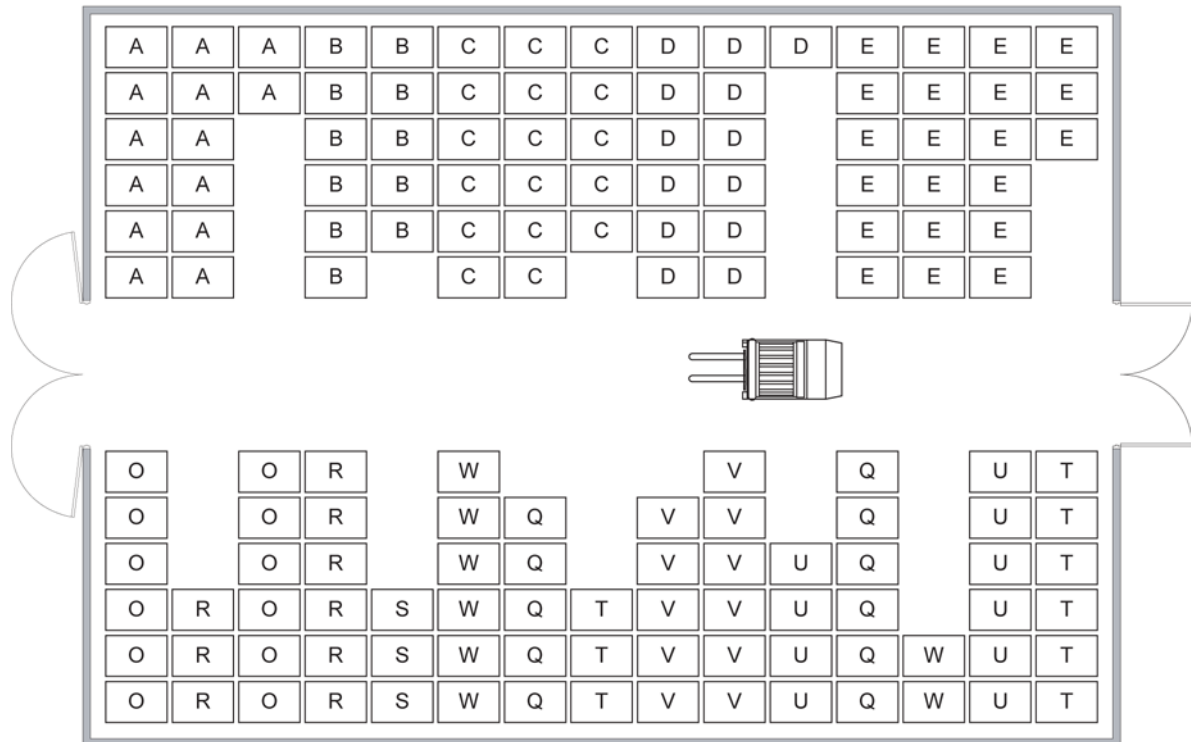 A A A B B C C C D D D E E E E
A A A B B C C C D D E E E E
A A B B C C C D D E E E E
A A B B C C C D D E E E
A A B B C C C D D E E E
A A B C C D D E E E
O O R W V Q U T
O O R W Q V V Q U T
O O R W Q V V U Q U T
O R O R S W Q T V V U Q U T
O R O R S W Q T V V U Q W U T
O R O R S W Q T V V U Q W U T